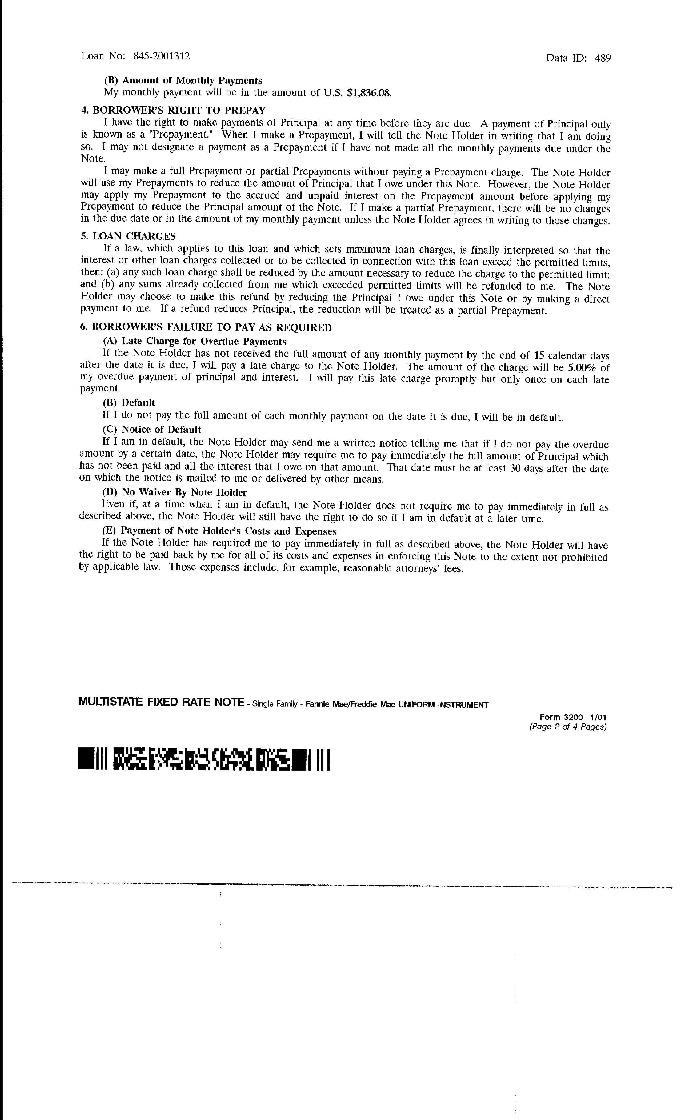 Loan No: 845-2001312 Data ID: 489
(B) Amount of Monthly Payments
My monthly payment will be in the amount of U.S. $1,836.08.
4. BORROWER'S RIGHT TO PREPAY
I have the right to make payments of Principal at any time before they are due. A payment of Principal only
is known as a "Prepayment." When I make a Prepayment, I will tell the Note Holder in writing that I am doing
so. I may not designate a payment as a Prepayment if I have not made all the monthly payments due under the
Note.
I may make a full Prepayment or partial Prepayments without paying a Prepayment charge. The Note Holder
will use my Prepayments to reduce the amount of Principal that I owe under this Note. However, the Note Holder
may apply my Prepayment to the accrued and unpaid interest on the Prepayment amount before applying my
Prepayment to reduce the Principal amount of the Note. If I make a partial Prepayment, there will be no changes
in the due date or in the amount of my monthly payment unless the Note Holder agrees in writing to those changes.
5. LOAN CHARGES
If a law, which applies to this loan and which sets maximum loan charges, is finally interpreted so that the
interest or other loan charges collected or to be collected in connection with this loan exceed the permitted limits,
then: (a) any such loan charge shall be reduced by the amount necessary to reduce the charge to the permitted limit;
and (b) any sums already collected from me which exceeded permitted limits will be refunded to me. The Note
Holder may choose to make this refund by reducing the Principal I owe under this Note or by making a direct
payment to me. If a refund reduces Principal, the reduction will be treated as a partial Prepayment.
6. BORROWER'S FAILURE TO PAY AS REQUIRED
(A) Late Charge for Overdue Payments
If the Note Holder has not received the full amount of any monthly payment by the end of 15 calendar days
after the date it is due, I will pay a late charge to the Note Holder. The amount of the charge will be 5.00% of
my overdue payment of principal and interest. I will pay this late charge promptly but only once on each late
payment.
(B) Default
If I do not pay the full amount of each monthly payment on the date it is due, I will be in default.
(C) Notice of Default
If I am in default, the Note Holder may send me a written notice telling me that if I do not pay the overdue
amount by a certain date, the Note Holder may require me to pay immediately the full amount of Principal which
has not been paid and all the interest that I owe on that amount. That date must be at least 30 days after the date
on which the notice is mailed to me or delivered by other means.
(D) No Waiver By Note Holder
Even if, at a time when I am in default, the Note Holder does not require me to pay immediately in full as
described above, the Note Holder will still have the right to do so if I am in default at a later time.
(E) Payment of Note Holder's Costs and Expenses
If the Note Holder has required me to pay immediately in full as described above, the Note Holder will have
the right to be paid back by me for all of its costs and expenses in enforcing this Note to the extent not prohibited
by applicable law. Those expenses include, for example, reasonable attorneys' fees.
MULTISTATE FIXED RATE NOTE - Single Family - Fannie Mae/Freddie Mac UNIFORM INSTRUMENT
Form 3200 1/01
(Page 2 of 4 Pages)